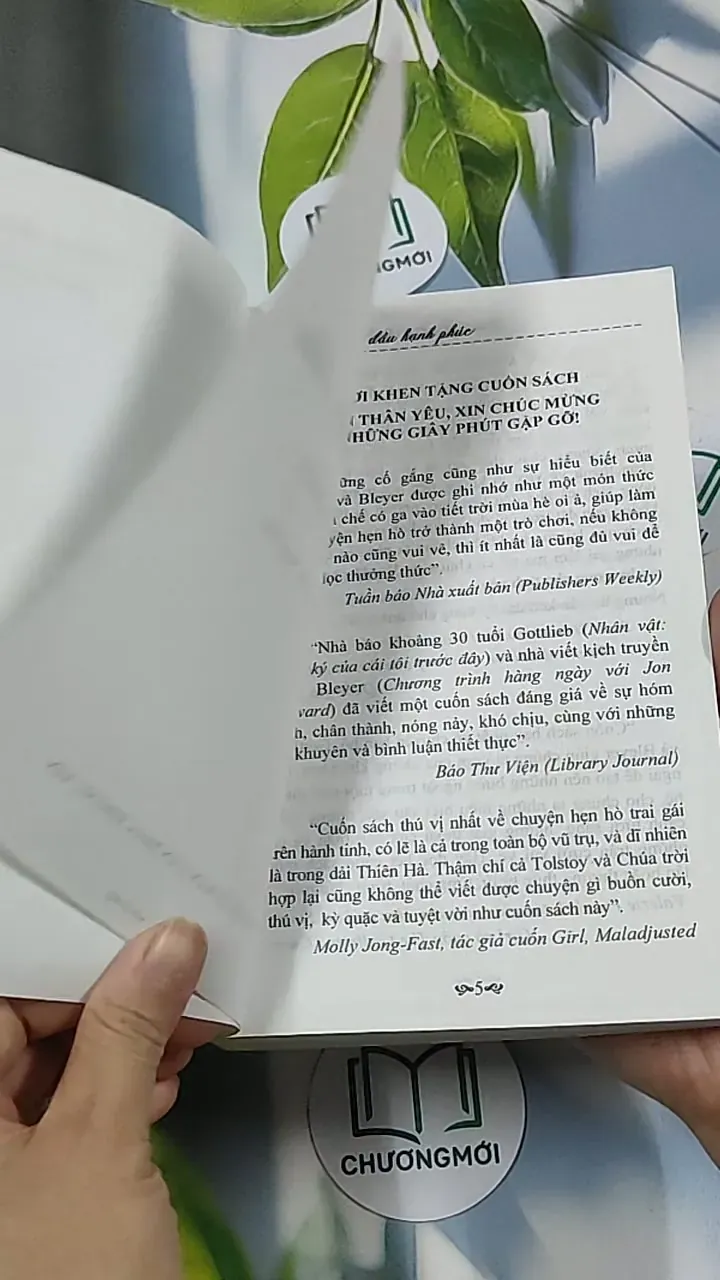 GMỚI
đầu hạnh phúc
KHEN TẶNG CUỐN SÁCH
THÂN YÊU, XIN CHÚC MỪNG
HỮNG GIÂY PHÚT GẶP GỠ!
cố gắng cũng như sự hiểu biết của
và Bleyer được ghi nhớ như một món thức
chế có ga vào tiết trời mùa hè oi ả, giúp làm
yện hẹn hò trở thành một trò chơi, nếu không
nào cũng vui vẻ, thì ít nhất là cũng đủ vui để
ọc thưởng thức”.
Tuần báo Nhà xuất bản (Publishers Weekly)
“Nhà báo khoảng 30 tuổi Gottlieb (Nhân vật:
ký của cái tôi trước đây) và nhà viết kịch truyền
Bleyer (Chương trình hàng ngày với Jon
vard) đã viết một cuốn sách đáng giá về sự hóm
h, chân thành, nóng nảy, khó chịu, cùng với những
khuyên và bình luận thiết thực”.
Báo Thư Viện (Library Journal)
“Cuốn sách thú vị nhất về chuyện hẹn hò trai gái
rên hành tinh, có lẽ là cả trong toàn bộ vũ trụ, và dĩ nhiên
là trong dải Thiên Hà. Thậm chí cả Tolstoy và Chúa trời
hợp lại cũng không thể viết được chuyện gì buồn cười,
thú vị, kỳ quặc và tuyệt vời như cuốn sách này”.
Molly Jong-Fast, tác giả cuốn Girl, Maladjusted
5
CHƯƠNGMỚI